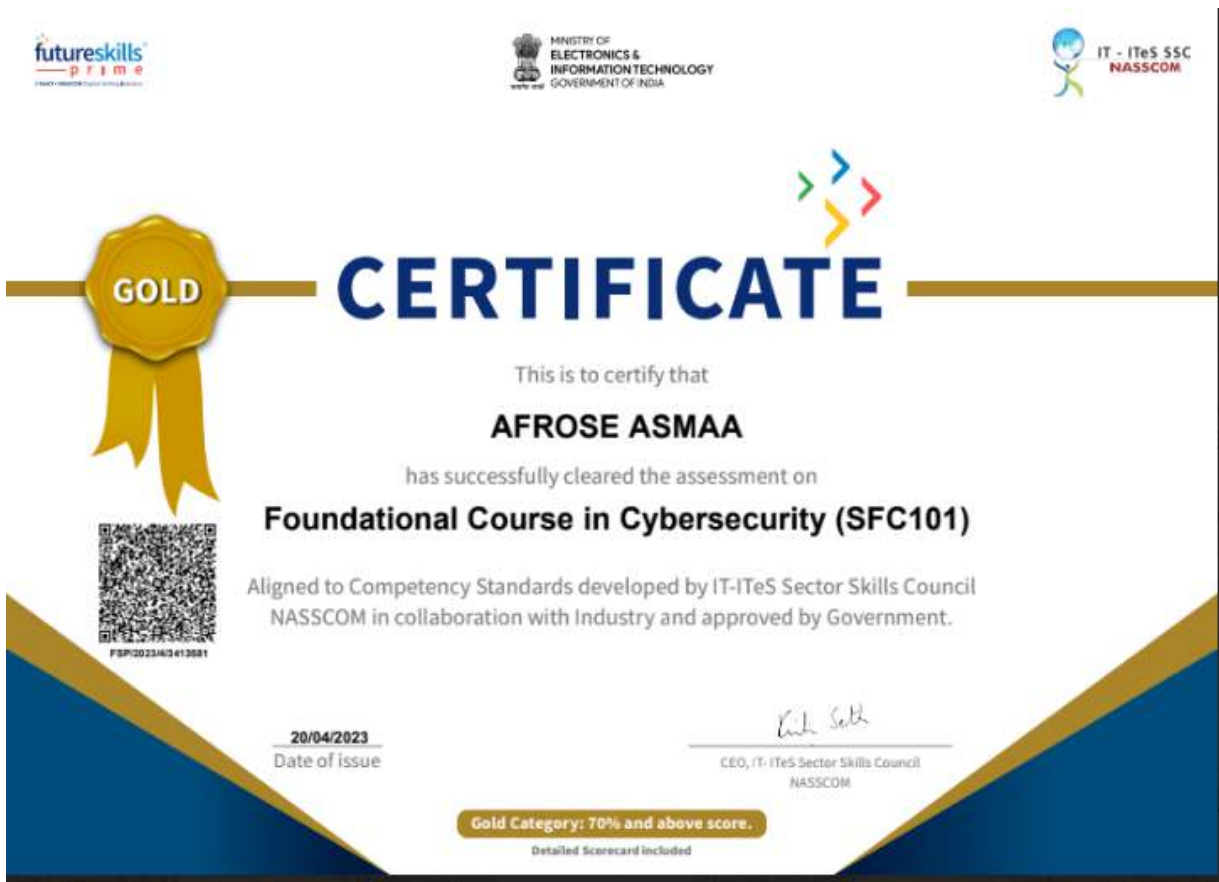 futureskills
prime
MINISTRY OF
ELECTRONICS &
INFORMATION TECHNOLOGY
GOVERNMENT OF INDIA
IT - ITeS SSC
NASSCOM
GOLD
CERTIFICATE
This is to certify that
AFROSE ASMAA
has successfully cleared the assessment on
Foundational Course in Cybersecurity (SFC101)
Aligned to Competency Standards developed by IT-ITeS Sector Skills Council
NASSCOM in collaboration with Industry and approved by Government.
FSP/2023/4/3413681
20/04/2023
Date of issue
CEO, IT- ITeS Sector Skills Council
NASSCOM
Gold Category: 70% and above score.
Detailed Scorecard included